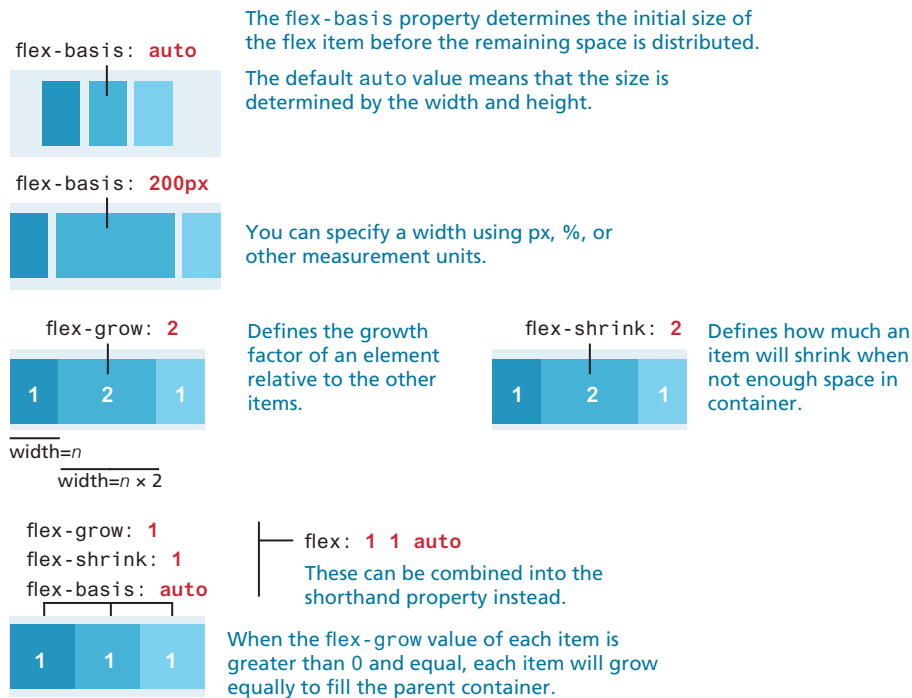 The flex-basis property determines the initial size of
the flex item before the remaining space is distributed.
flex-basis: auto
The default auto value means that the size is
determined by the width and height.
flex-basis: 200px
You can specify a width using px, %, or
other measurement units.
flex-grow: 2
1 2 1
width=n
width=n × 2
Defines the growth
factor of an element
relative to the other
items.
flex-shrink: 2
1 2 1
Defines how much an
item will shrink when
not enough space in
container.
flex-grow: 1
flex-shrink: 1
flex-basis: auto
flex: 1 1 auto
These can be combined into the
shorthand property instead.
1 1 1
When the flex-grow value of each item is
greater than 0 and equal, each item will grow
equally to fill the parent container.